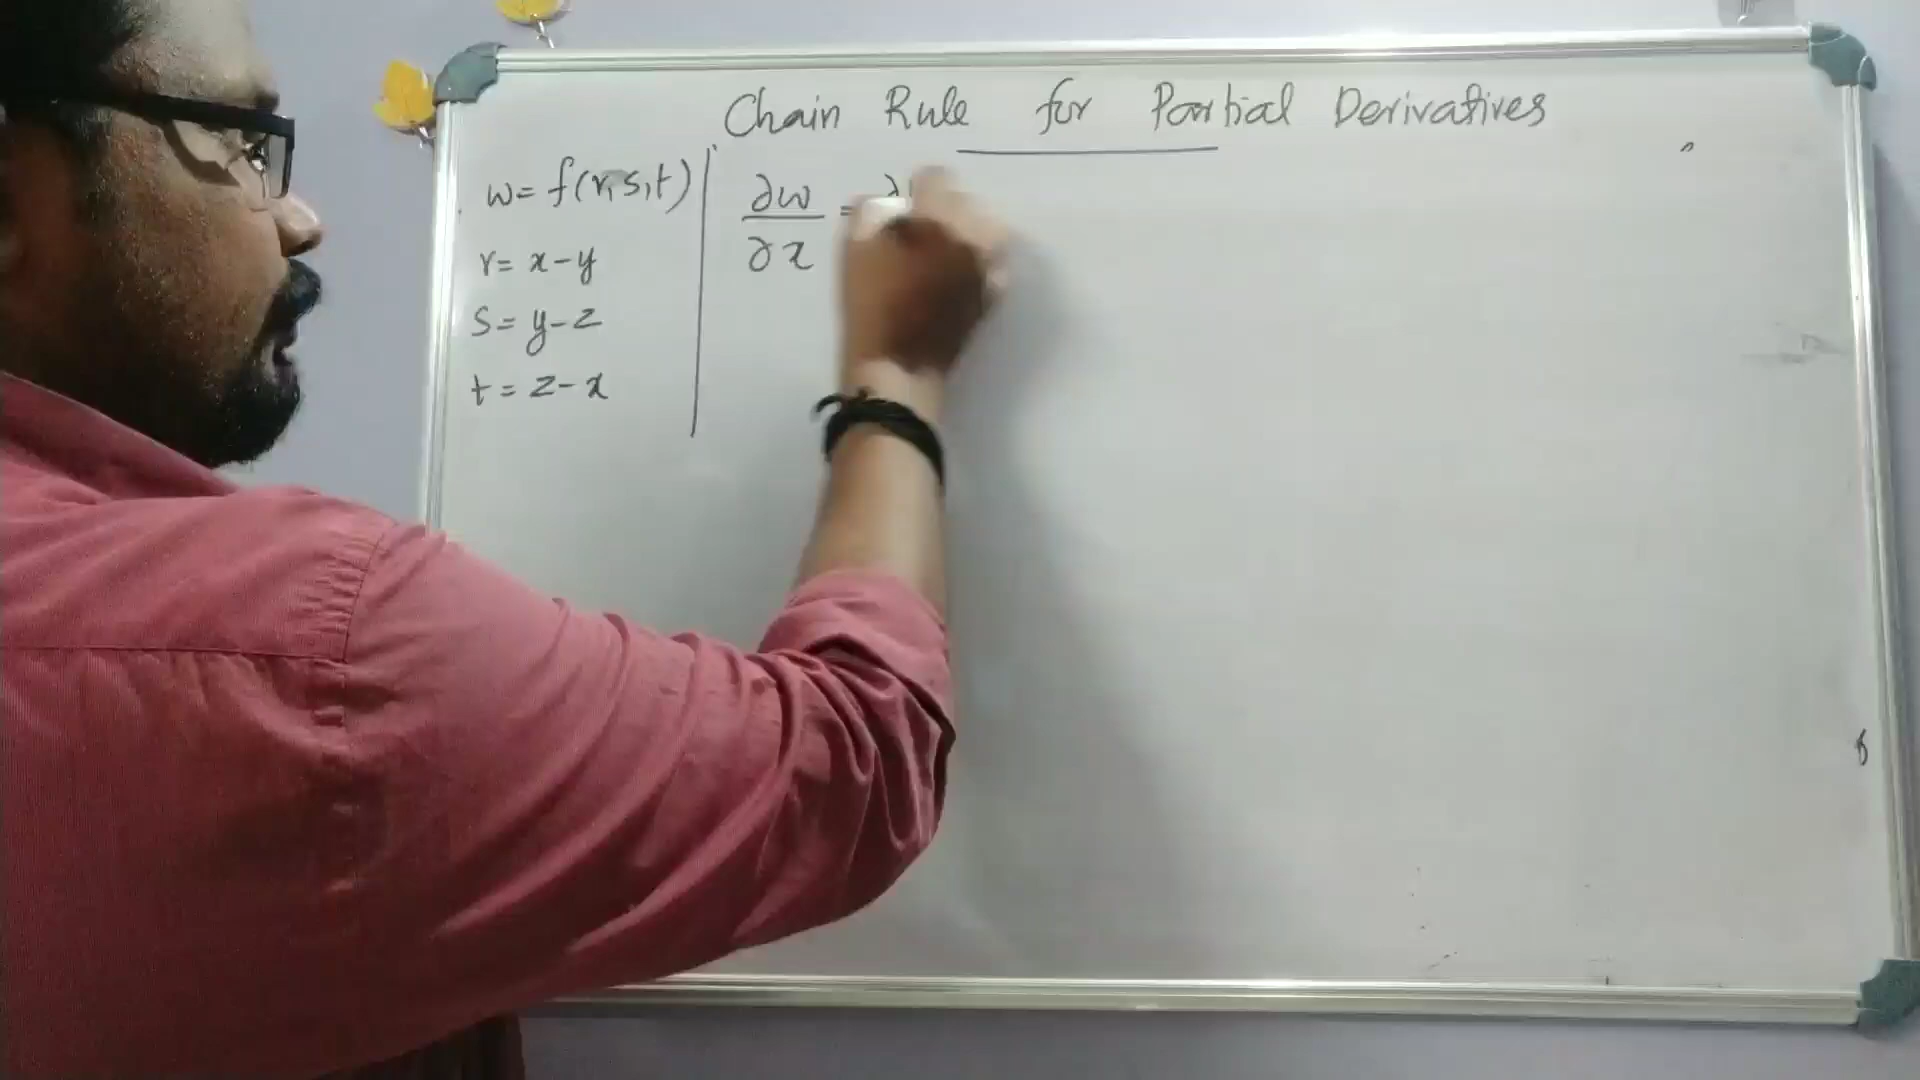 Chain Rule for Partial Derivatives
w= f(r,s,t)
r= x-y
s= y-z
t= z-x
∂w/∂x =